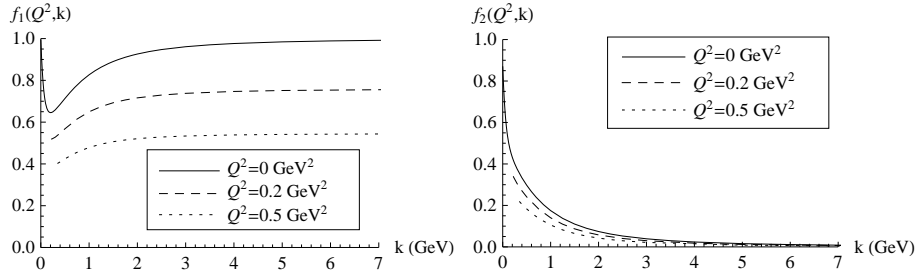 f₁(Q²,k)
1.0
0.8
0.6
0.4
0.2
0.0
0 1 2 3 4 5 6 7
k (GeV)
Q²=0 GeV²
Q²=0.2 GeV²
Q²=0.5 GeV²
f₂(Q²,k)
1.0
0.8
0.6
0.4
0.2
0.0
0 1 2 3 4 5 6 7
k (GeV)
Q²=0 GeV²
Q²=0.2 GeV²
Q²=0.5 GeV²